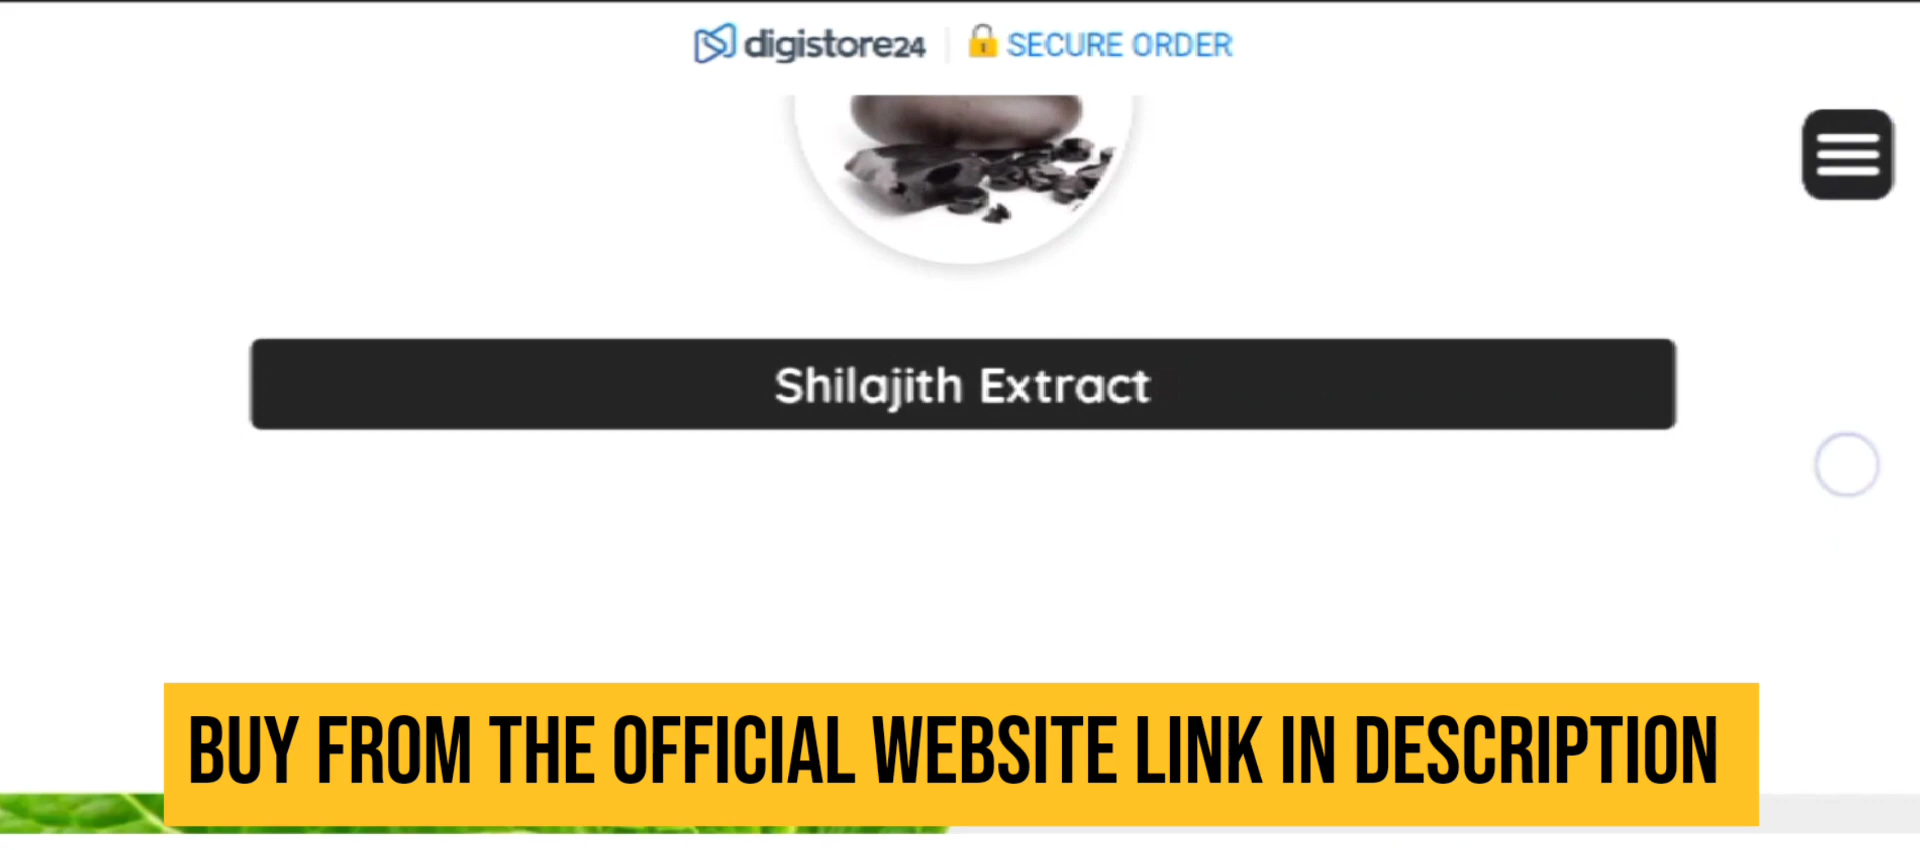 digistore24 SECURE ORDER
Shilajith Extract
BUY FROM THE OFFICIAL WEBSITE LINK IN DESCRIPTION